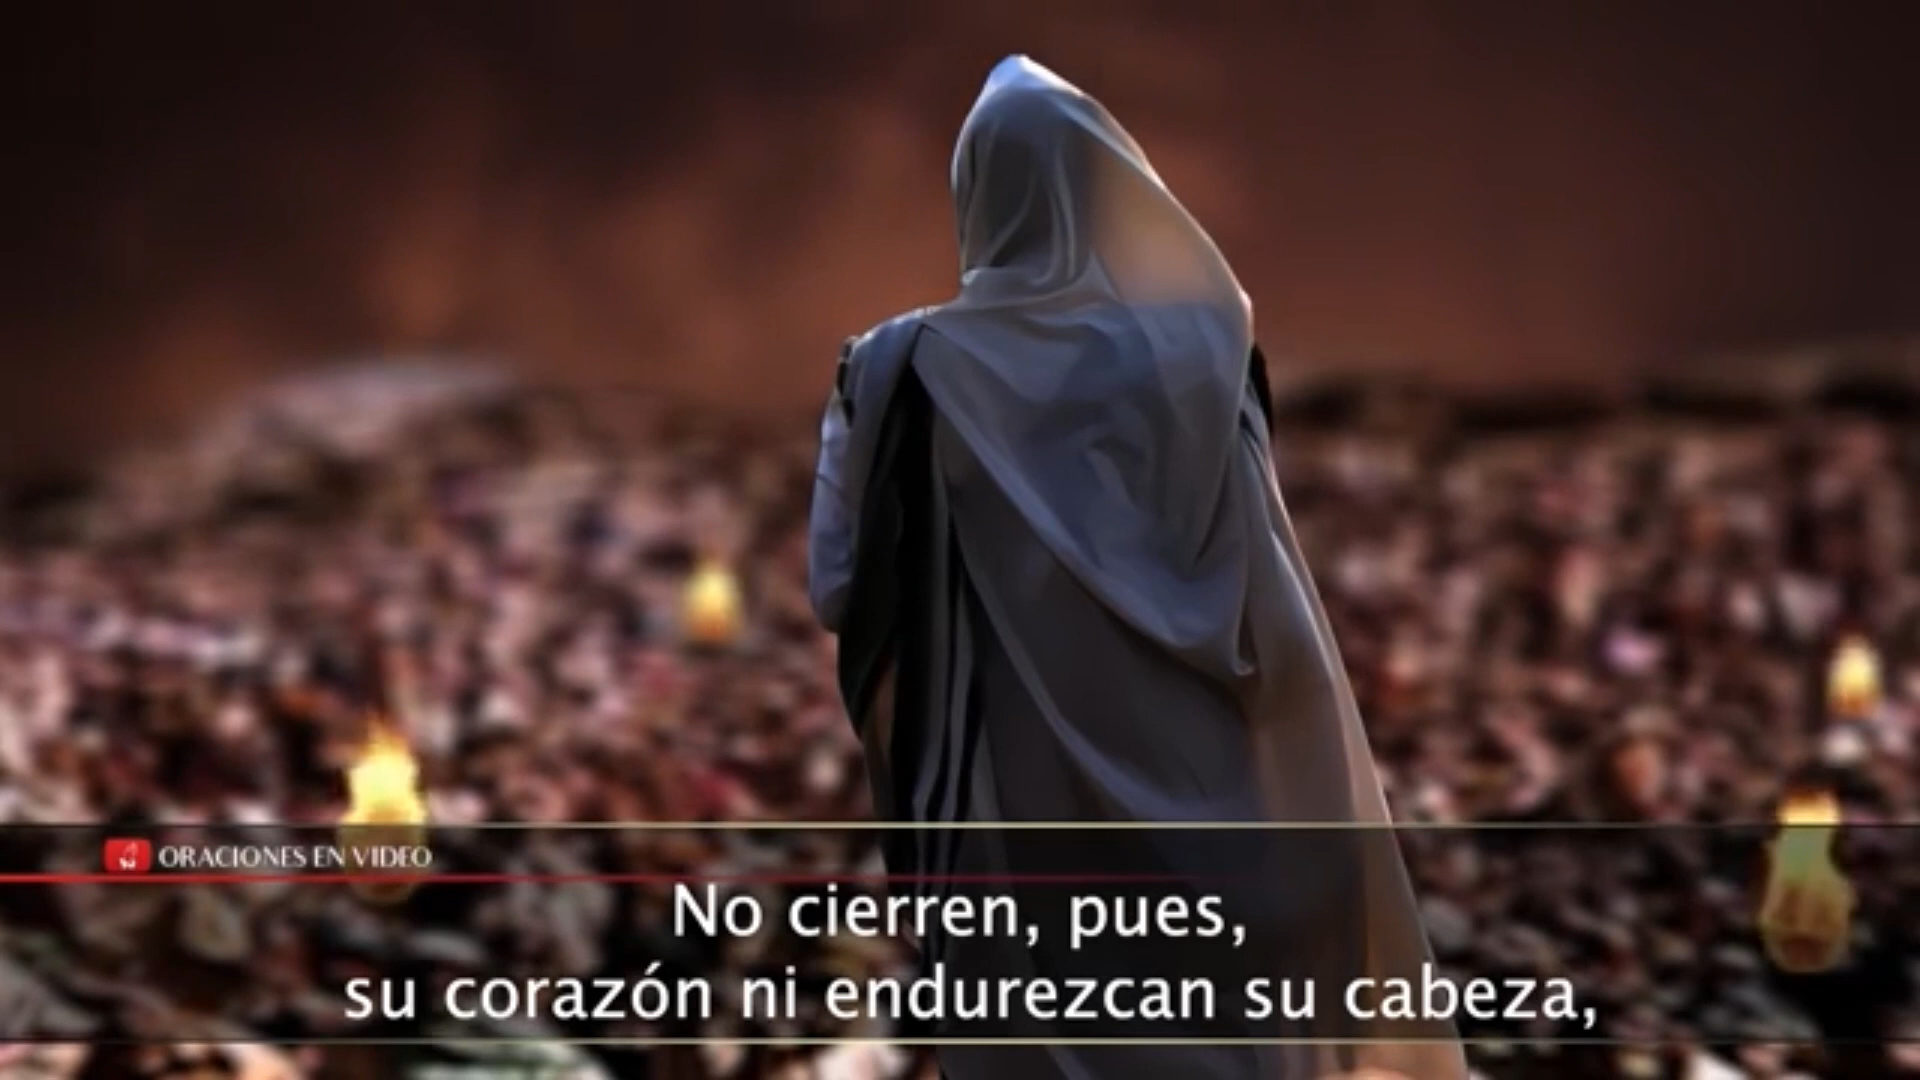 ORACIONES EN VIDEO
No cierren, pues,
su corazón ni endurezcan su cabeza,